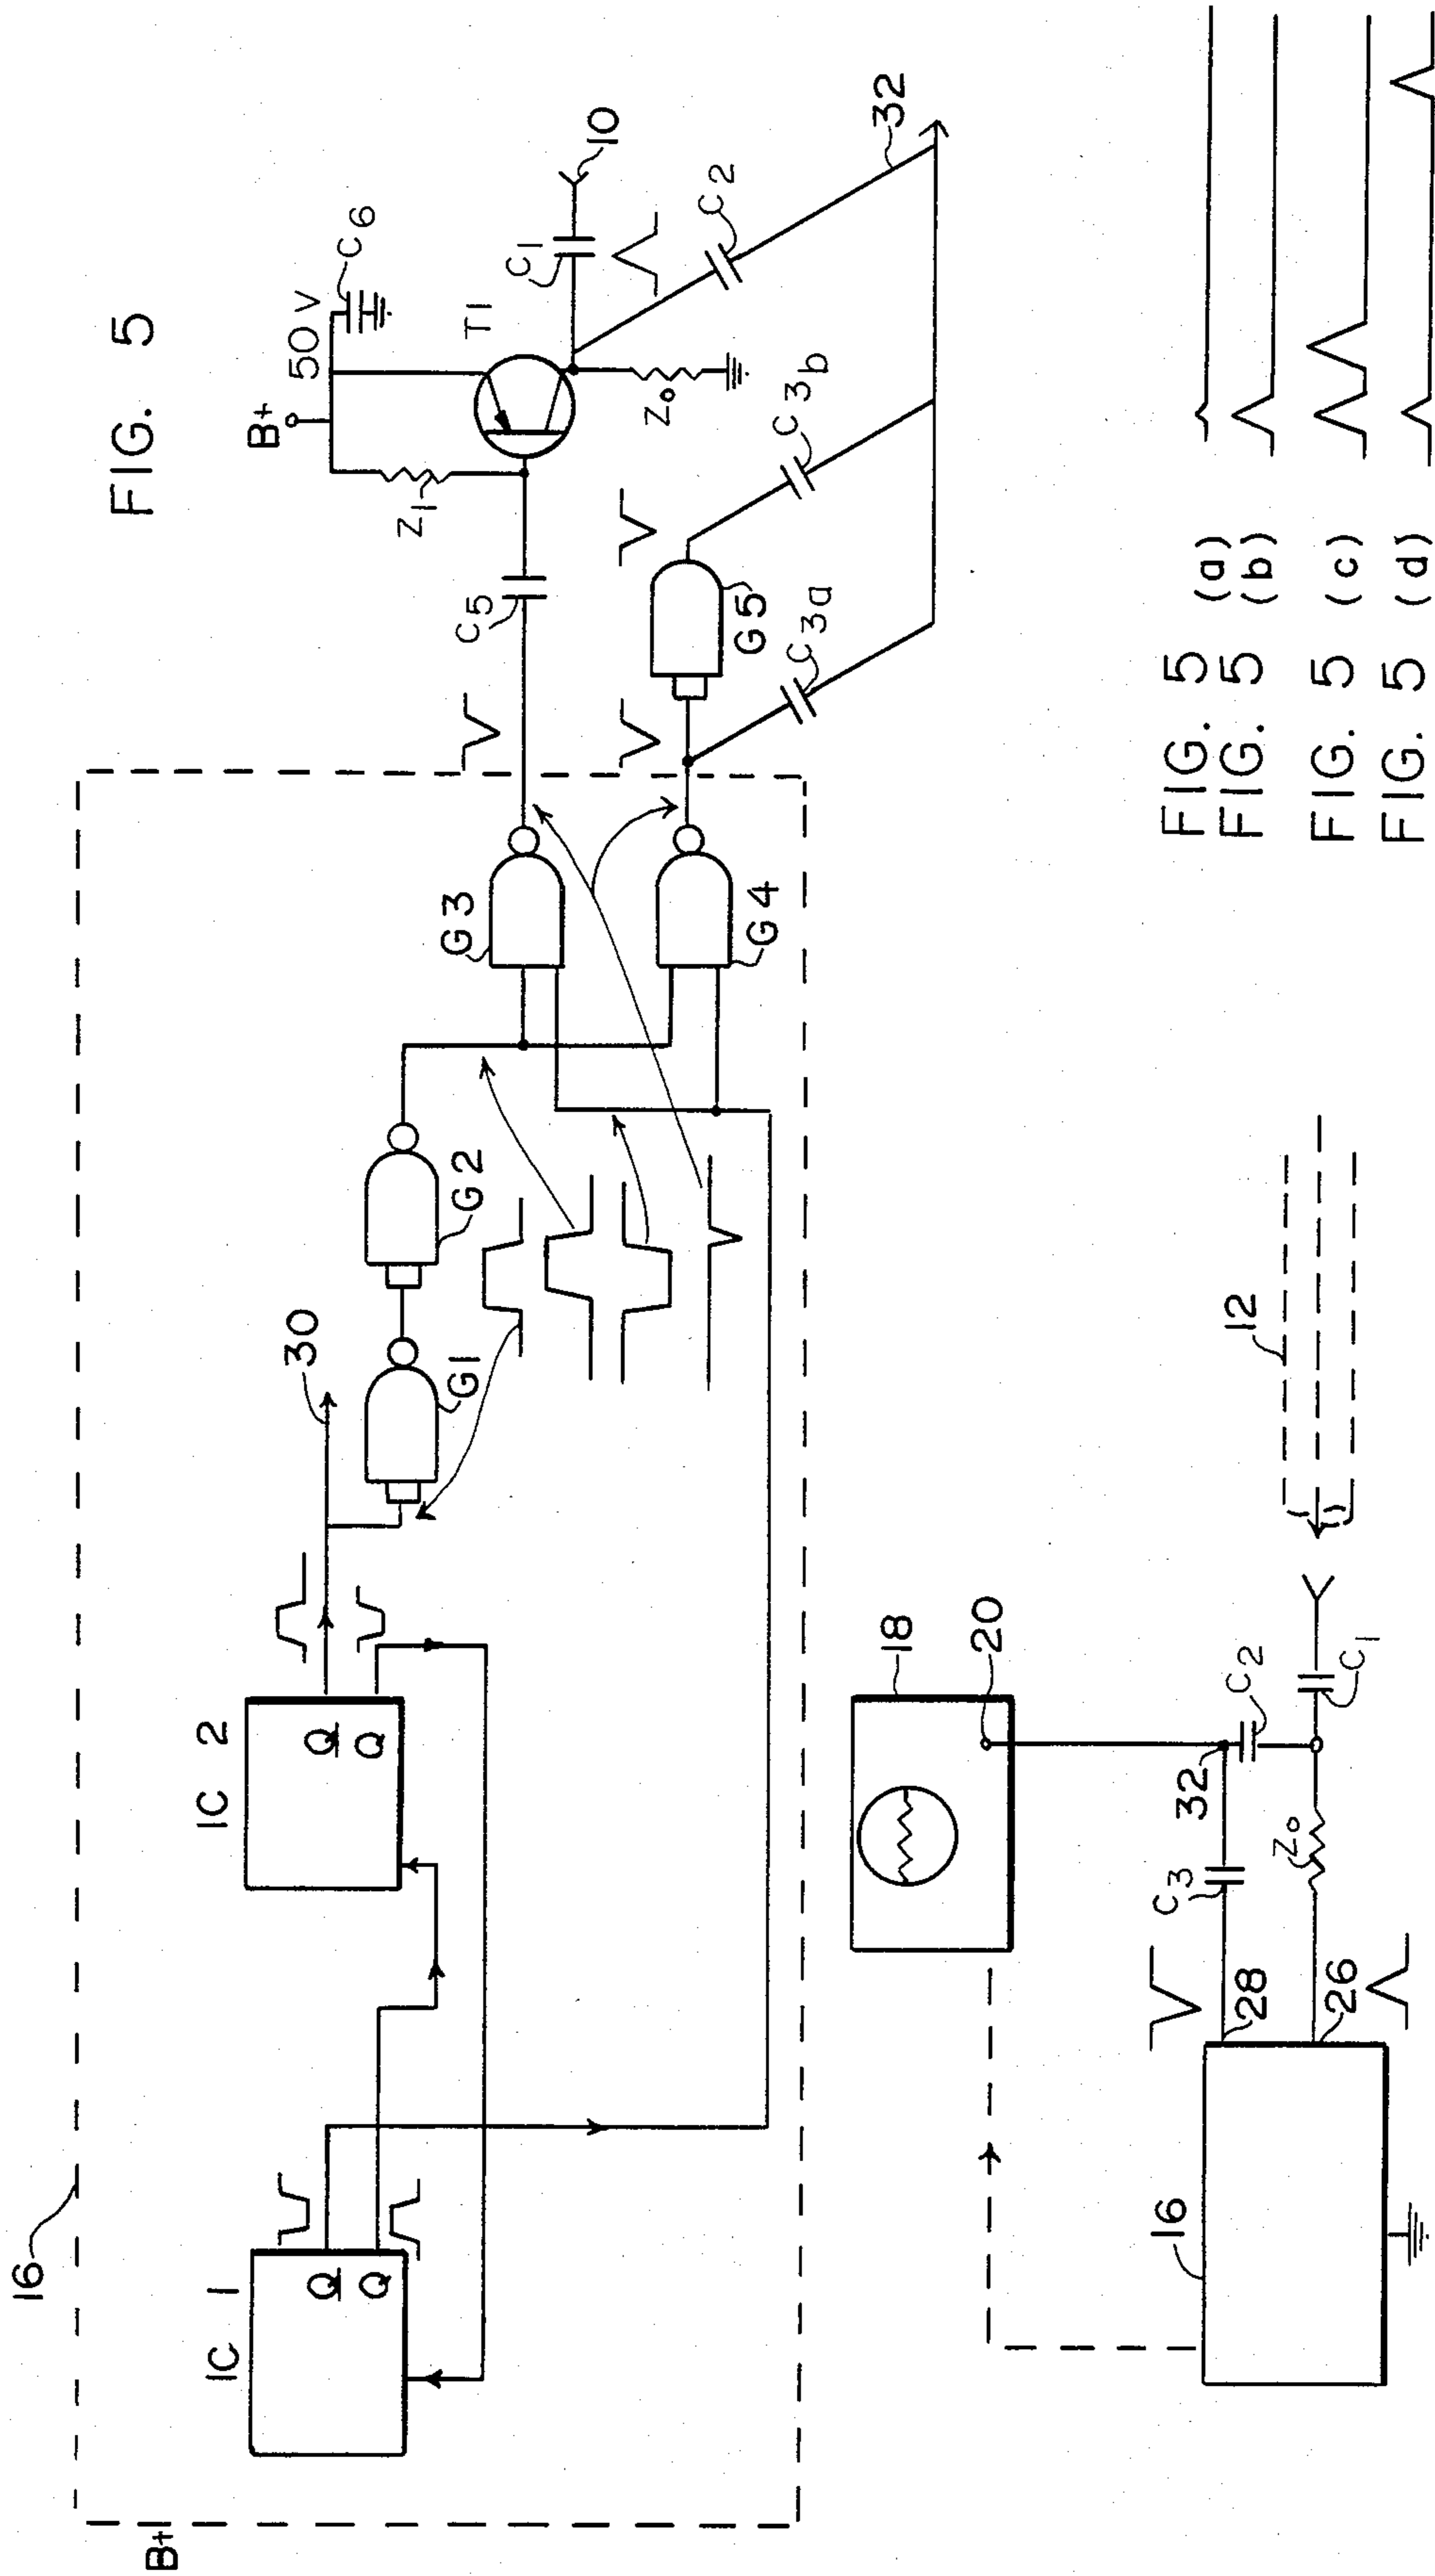 FIG. 5
16
B+
IC 1
Q
Q
IC 2
Q
Q
30
G1
G2
G3
G4
G5
C5
Z1
B+
50 V
C6
T1
C1
10
Z0
C2
C3b
C3a
32
16
28
26
C3
Z0
32
C2
C1
18
20
12
FIG. 5 (a)
FIG. 5 (b)
FIG. 5 (c)
FIG. 5 (d)